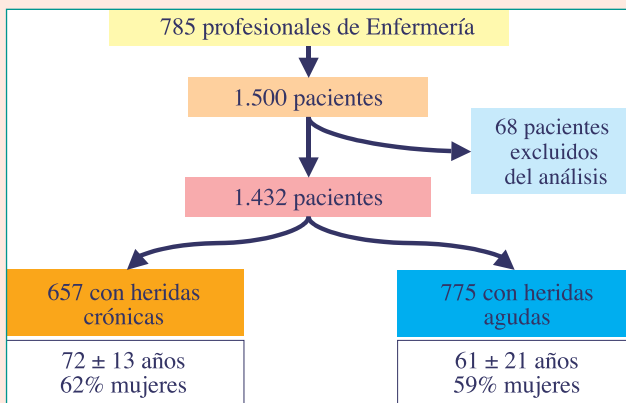 785 profesionales de Enfermería
1.500 pacientes
68 pacientes
excluidos
del análisis
1.432 pacientes
657 con heridas
crónicas
775 con heridas
agudas
72 ± 13 años
62% mujeres
61 ± 21 años
59% mujeres